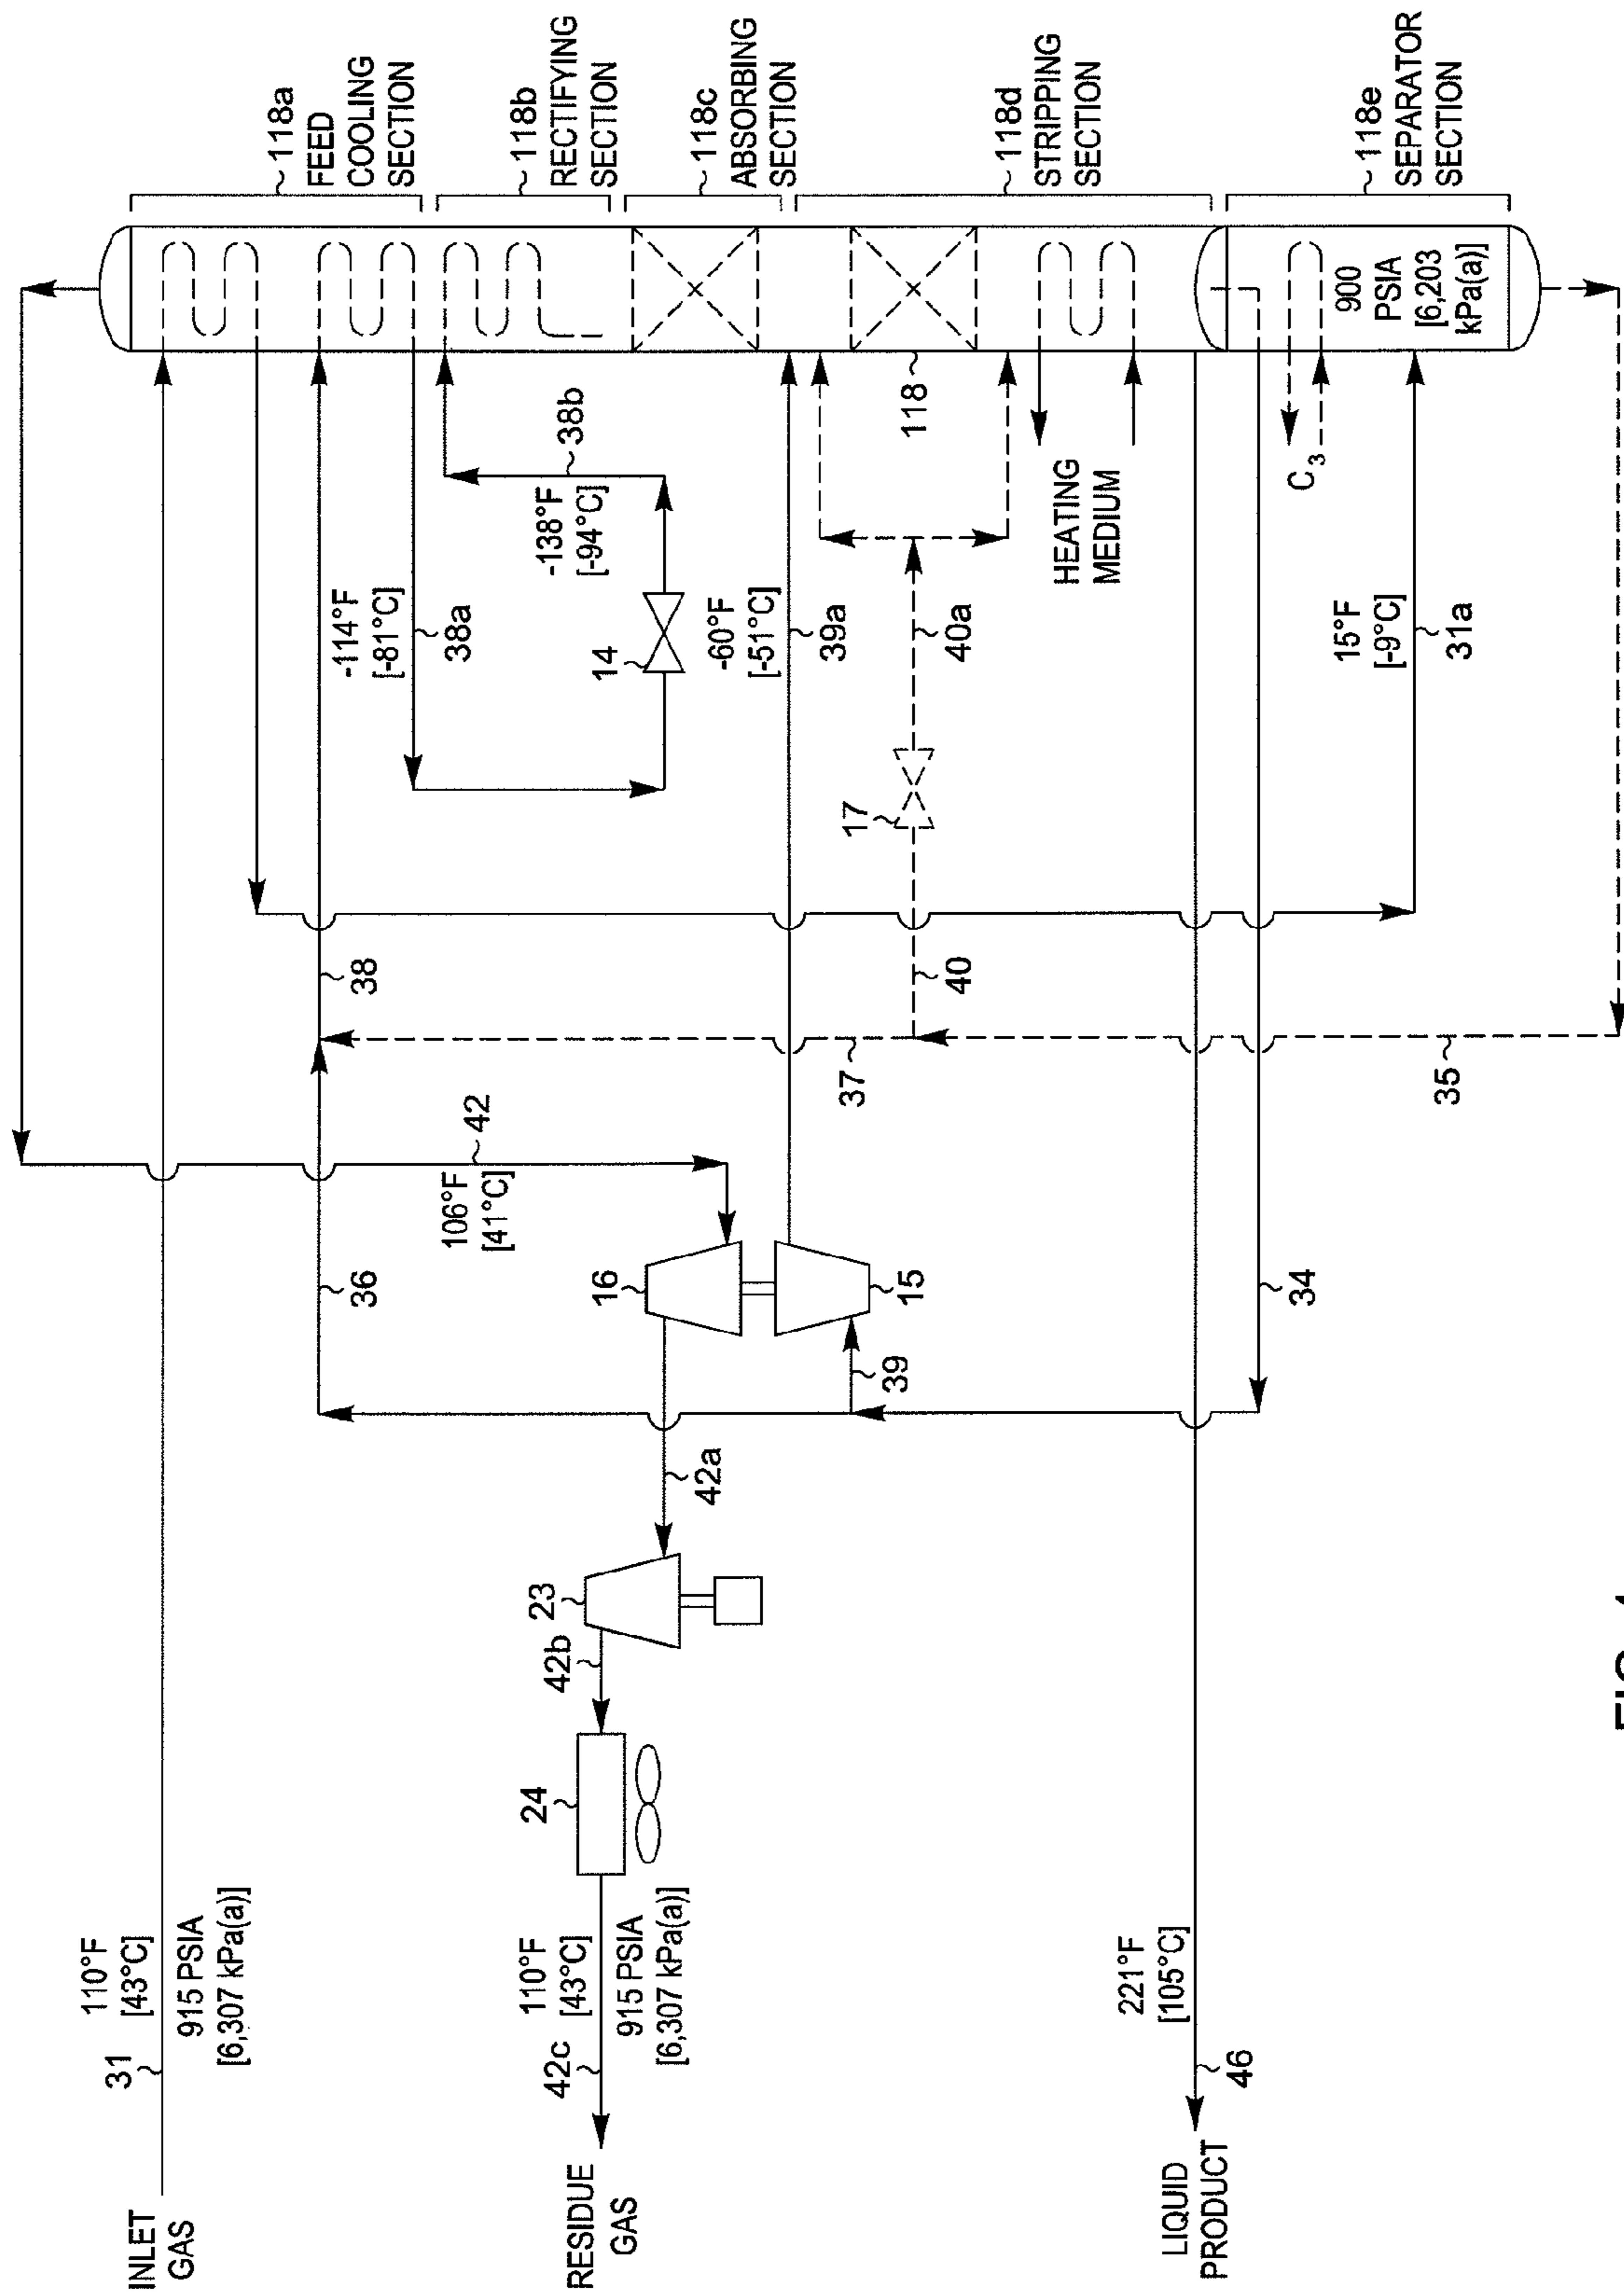 118a
FEED
COOLING
SECTION
118b
RECTIFYING
SECTION
118c
ABSORBING
SECTION
118d
STRIPPING
SECTION
118e
SEPARATOR
SECTION
900
PSIA
[6,203
kPa(a)]
118
HEATING
MEDIUM
C3
-114°F
[-81°C]
38a
-138°F
[-94°C]
38b
14
-60°F
[-51°C]
39a
17
40a
40
15°F
[-9°C]
31a
38
37
35
42
106°F
[41°C]
36
16
15
34
39
42a
23
42b
24
110°F
[43°C]
31
915 PSIA
[6,307 kPa(a)]
INLET
GAS
110°F
[43°C]
42c
915 PSIA
[6,307 kPa(a)]
RESIDUE
GAS
221°F
[105°C]
46
LIQUID
PRODUCT